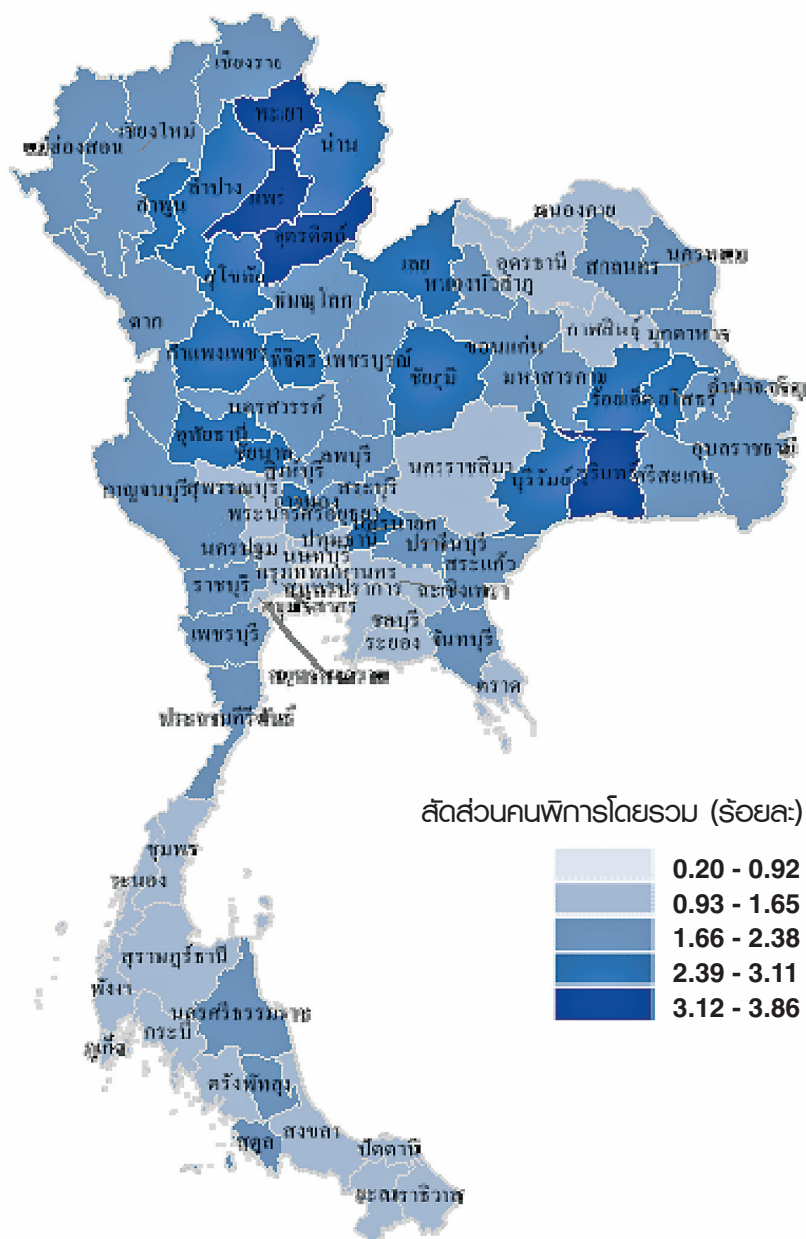 เชียงราย
พะเยา
เชียงใหม่
น่าน
แม่ฮ่องสอน
ลำปาง
ลำพูน
แพร่
หนองคาย
อุตรดิตถ์
นครพนม
เลย
อุดรธานี
สกลนคร
สุโขทัย
หนองบัวลำภู
พิษณุโลก
ตาก
กาฬสินธุ์
มุกดาหาร
กำแพงเพชร
พิจิตร
เพชรบูรณ์
ขอนแก่น
ชัยภูมิ
มหาสารคาม
ร้อยเอ็ด
ยโสธร
อำนาจเจริญ
นครสวรรค์
อุทัยธานี
ชัยนาท
ลพบุรี
อุบลราชธานี
สิงห์บุรี
นครราชสีมา
บุรีรัมย์
สุรินทร์
ศรีสะเกษ
กาญจนบุรี
สุพรรณบุรี
สระบุรี
อ่างทอง
พระนครศรีอยุธยา
นครนายก
ปทุมธานี
ปราจีนบุรี
นครปฐม
นนทบุรี
สระแก้ว
กรุงเทพมหานคร
ราชบุรี
สมุทรปราการ
ฉะเชิงเทรา
สมุทรสาคร
ชลบุรี
เพชรบุรี
ระยอง
จันทบุรี
สมุทรสงคราม
ตราด
ประจวบคีรีขันธ์
สัดส่วนคนพิการโดยรวม (ร้อยละ)
0.20 - 0.92
0.93 - 1.65
1.66 - 2.38
2.39 - 3.11
3.12 - 3.86
ชุมพร
ระนอง
สุราษฎร์ธานี
พังงา
นครศรีธรรมราช
กระบี่
ภูเก็ต
ตรัง
พัทลุง
สงขลา
สตูล
ปัตตานี
ยะลา
นราธิวาส